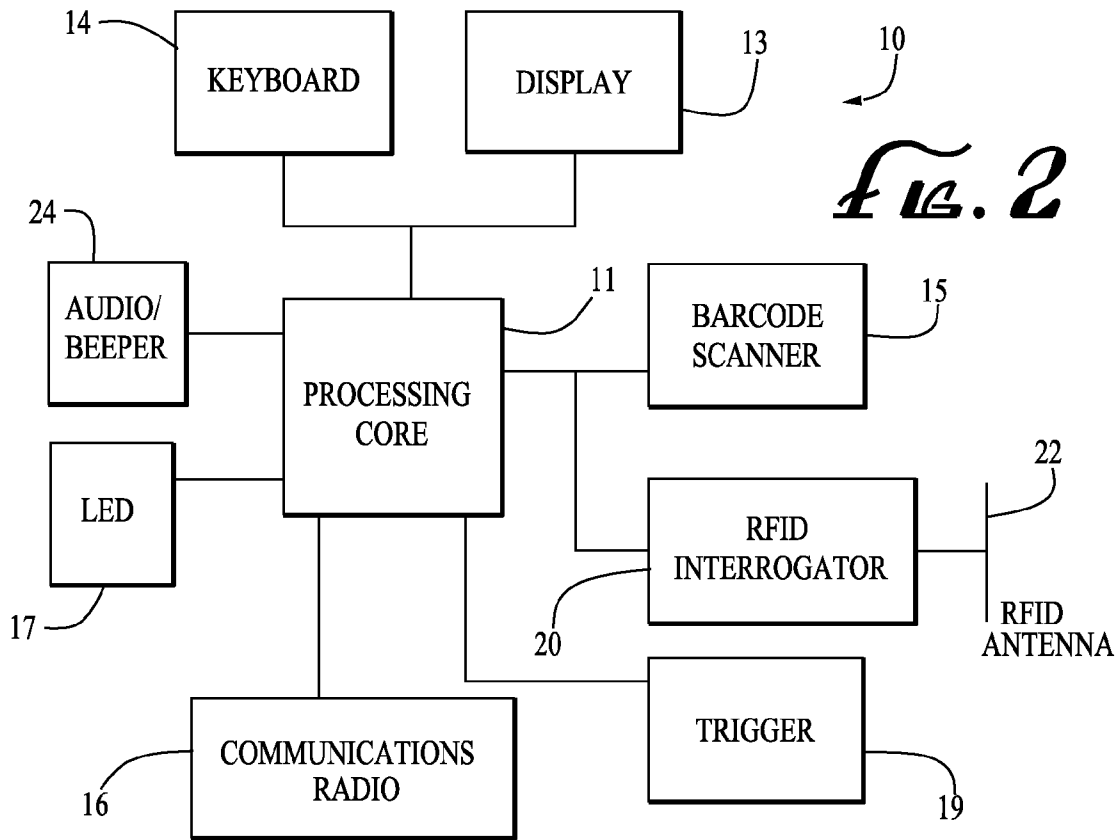 14
KEYBOARD
DISPLAY
13
10
FIG. 2
24
AUDIO/
BEEPER
11
PROCESSING
CORE
BARCODE
SCANNER
15
LED
17
RFID
INTERROGATOR
20
22
RFID
ANTENNA
COMMUNICATIONS
RADIO
16
TRIGGER
19